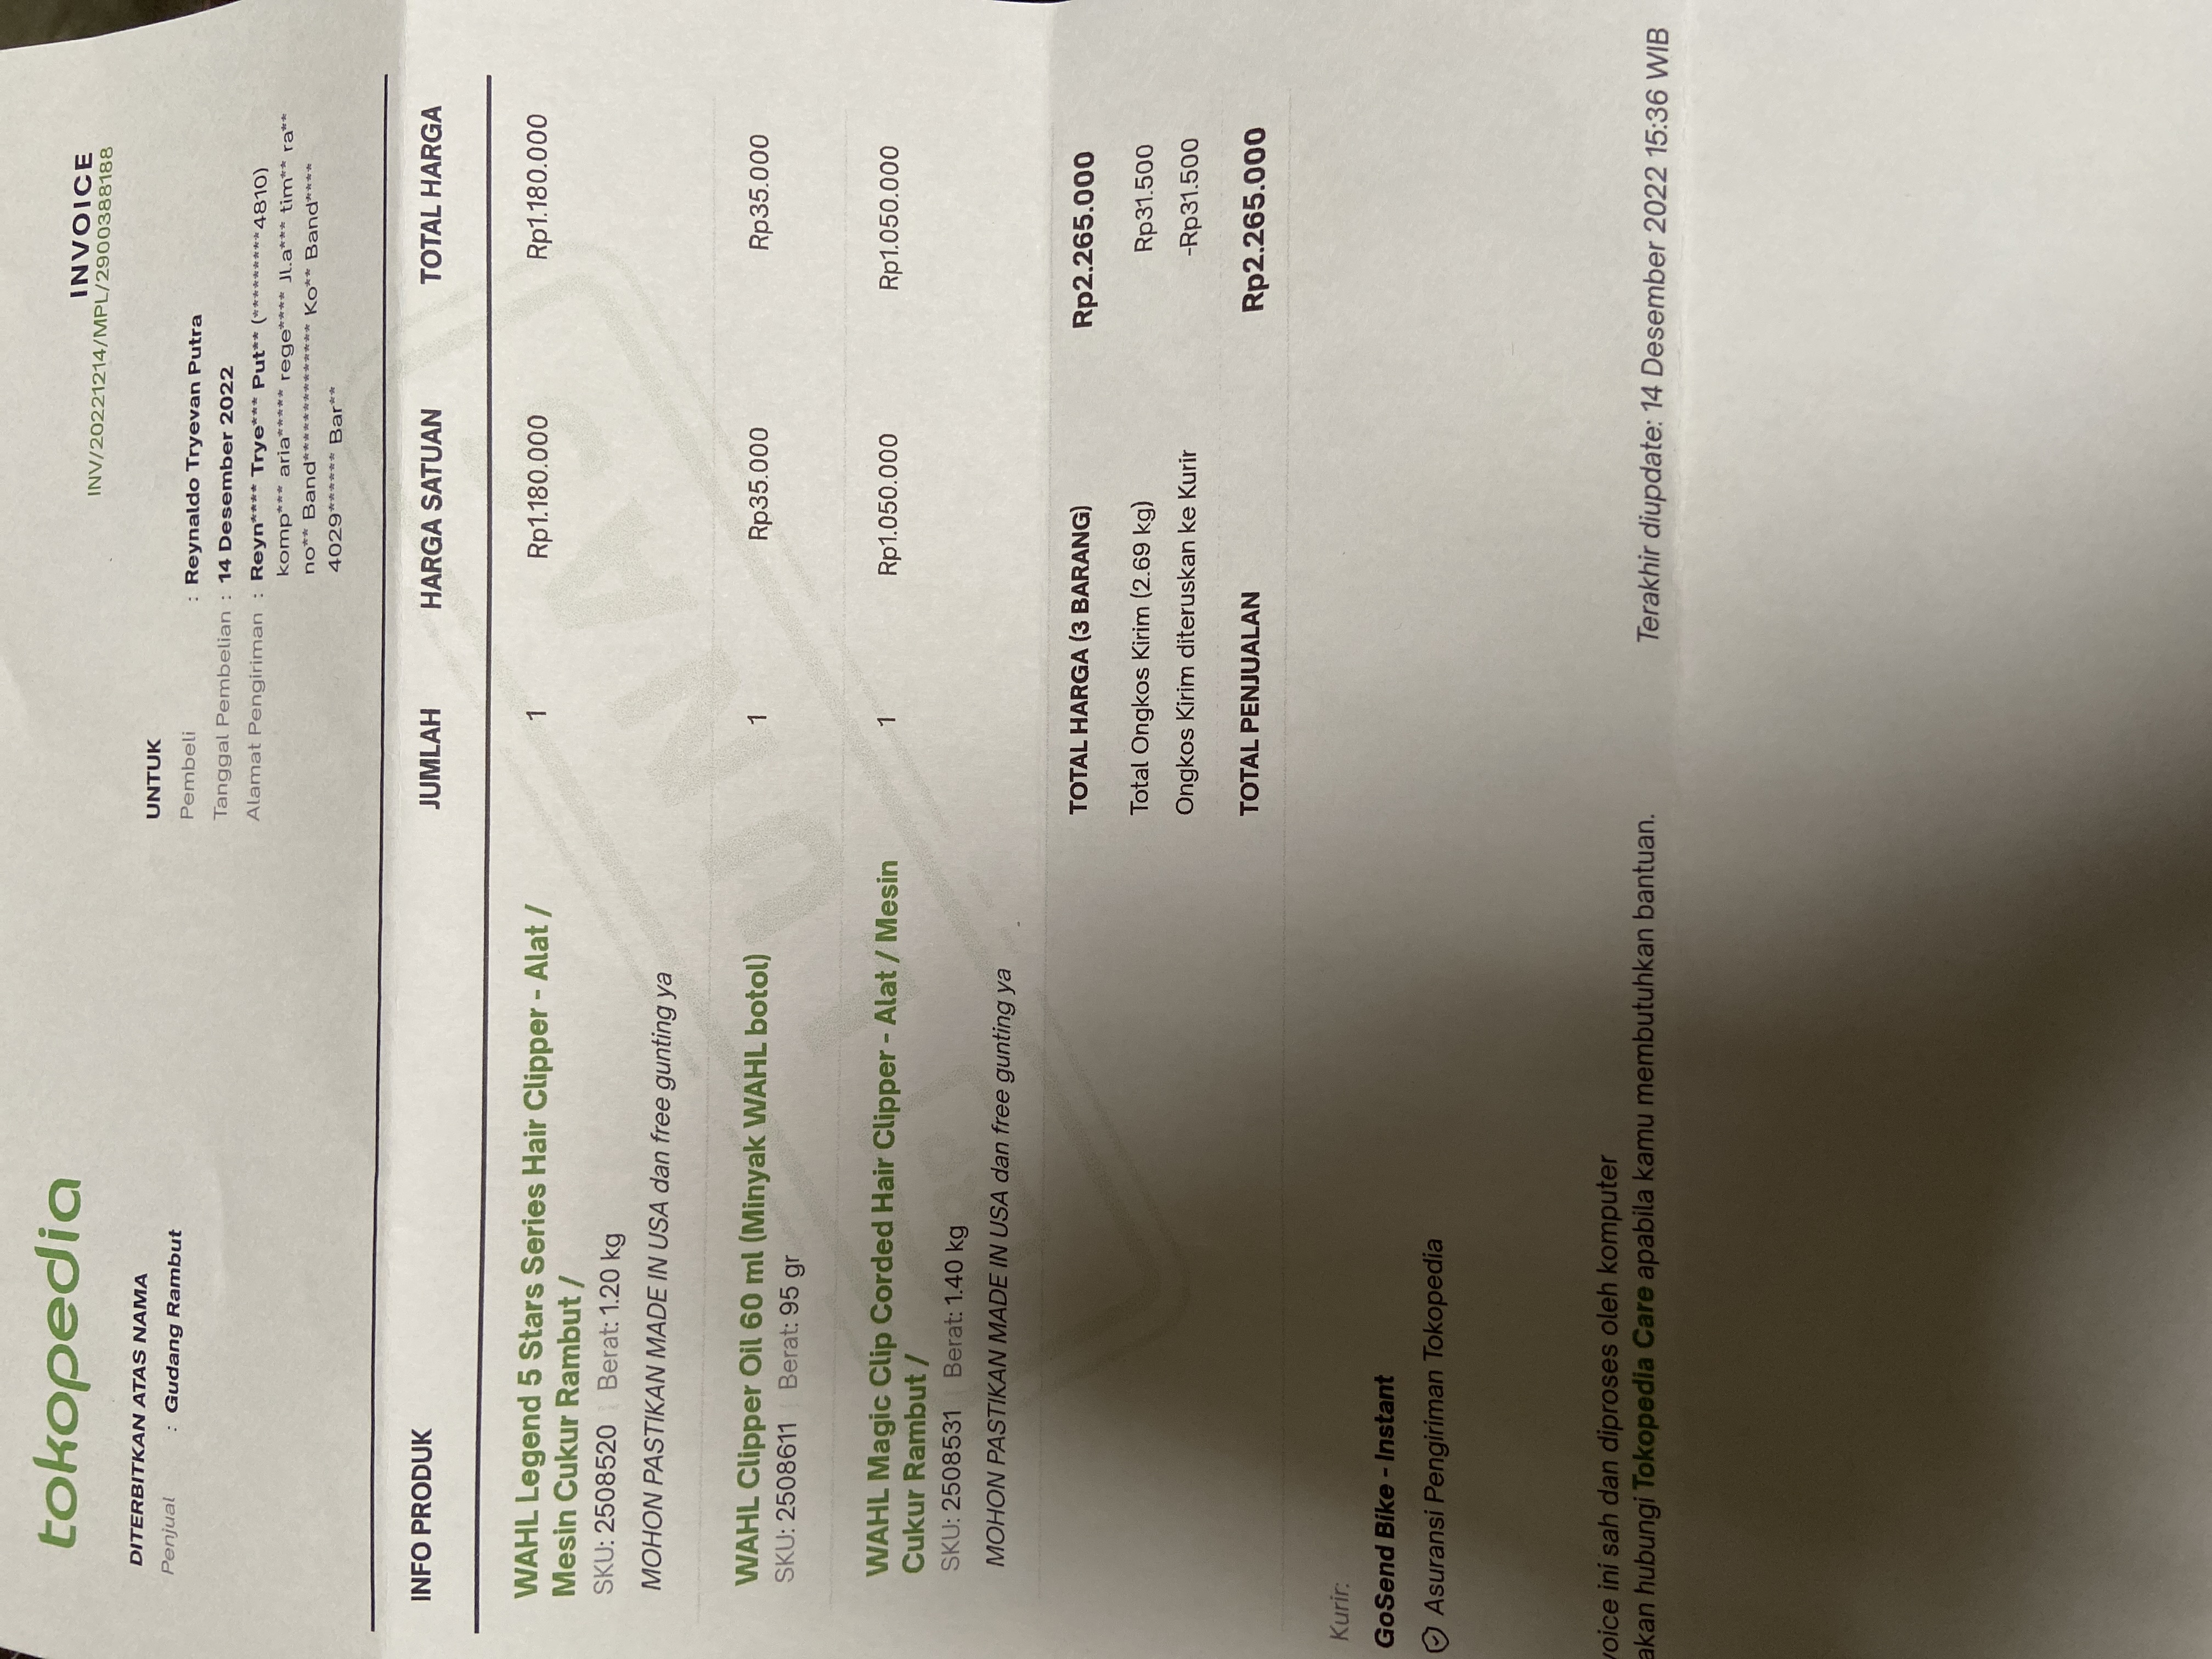 tokopedia
INVOICE
INV/20221214/MPL/2900388188
DITERBITKAN ATAS NAMA
Penjual : Gudang Rambut
UNTUK
Pembeli : Reynaldo Tryevan Putra
Tanggal Pembelian : 14 Desember 2022
Alamat Pengiriman : Reyn**** Trye*** Put** (*********4810)
komp*** aria***** rege**** Jl.a*** tim** ra**
no** Band************** Ko** Band****
4029****** Bar**
INFO PRODUK JUMLAH HARGA SATUAN TOTAL HARGA
WAHL Legend 5 Stars Series Hair Clipper - Alat / 1 Rp1.180.000 Rp1.180.000
Mesin Cukur Rambut /
SKU: 2508520 Berat: 1.20 kg
MOHON PASTIKAN MADE IN USA dan free gunting ya
WAHL Clipper Oil 60 ml (Minyak WAHL botol) 1 Rp35.000 Rp35.000
SKU: 2508611 Berat: 95 gr
LUNAS
WAHL Magic Clip Corded Hair Clipper - Alat / Mesin 1 Rp1.050.000 Rp1.050.000
Cukur Rambut /
SKU: 2508531 Berat: 1.40 kg
MOHON PASTIKAN MADE IN USA dan free gunting ya
TOTAL HARGA (3 BARANG) Rp2.265.000
Total Ongkos Kirim (2.69 kg) Rp31.500
Ongkos Kirim diteruskan ke Kurir -Rp31.500
TOTAL PENJUALAN Rp2.265.000
Kurir:
GoSend Bike - Instant
Asuransi Pengiriman Tokopedia
voice ini sah dan diproses oleh komputer
akan hubungi Tokopedia Care apabila kamu membutuhkan bantuan.
Terakhir diupdate: 14 Desember 2022 15:36 WIB